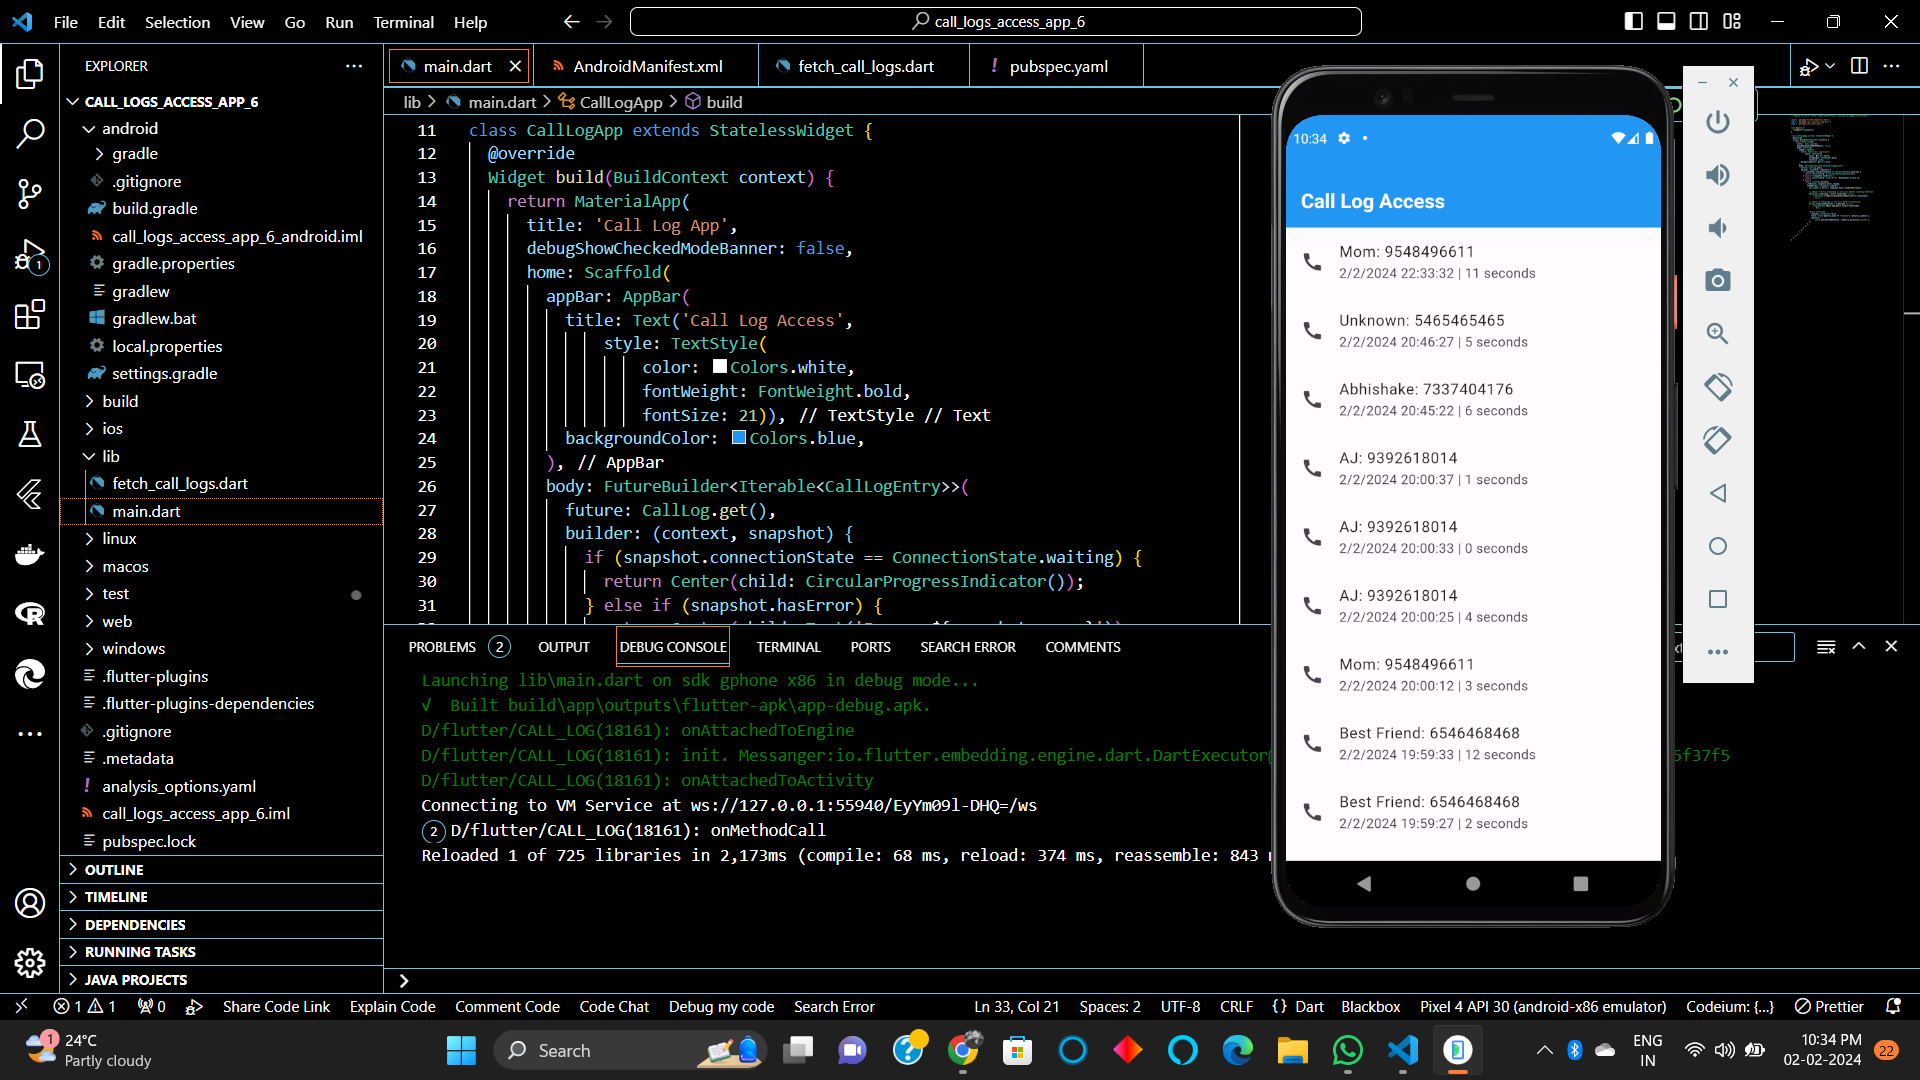 File Edit Selection View Go Run Terminal Help
call_logs_access_app_6
EXPLORER
CALL_LOGS_ACCESS_APP_6
android
gradle
.gitignore
build.gradle
call_logs_access_app_6_android.iml
gradle.properties
gradlew
gradlew.bat
local.properties
settings.gradle
build
ios
lib
fetch_call_logs.dart
main.dart
linux
macos
test
web
windows
.flutter-plugins
.flutter-plugins-dependencies
.gitignore
.metadata
analysis_options.yaml
call_logs_access_app_6.iml
pubspec.lock
OUTLINE
TIMELINE
DEPENDENCIES
RUNNING TASKS
JAVA PROJECTS
1
main.dart AndroidManifest.xml fetch_call_logs.dart ! pubspec.yaml
lib > main.dart > CallLogApp > build
11 class CallLogApp extends StatelessWidget {
12 @override
13 Widget build(BuildContext context) {
14 return MaterialApp(
15 title: 'Call Log App',
16 debugShowCheckedModeBanner: false,
17 home: Scaffold(
18 appBar: AppBar(
19 title: Text('Call Log Access',
20 style: TextStyle(
21 color: Colors.white,
22 fontWeight: FontWeight.bold,
23 fontSize: 21)), // TextStyle // Text
24 backgroundColor: Colors.blue,
25 ), // AppBar
26 body: FutureBuilder<Iterable<CallLogEntry>>(
27 future: CallLog.get(),
28 builder: (context, snapshot) {
29 if (snapshot.connectionState == ConnectionState.waiting) {
30 return Center(child: CircularProgressIndicator());
31 } else if (snapshot.hasError) {
PROBLEMS 2 OUTPUT DEBUG CONSOLE TERMINAL PORTS SEARCH ERROR COMMENTS
Launching lib\main.dart on sdk gphone x86 in debug mode...
√ Built build\app\outputs\flutter-apk\app-debug.apk.
D/flutter/CALL_LOG(18161): onAttachedToEngine
D/flutter/CALL_LOG(18161): init. Messanger:io.flutter.embedding.engine.dart.DartExecutor 5f37f5
D/flutter/CALL_LOG(18161): onAttachedToActivity
Connecting to VM Service at ws://127.0.0.1:55940/EyYm09l-DHQ=/ws
2 D/flutter/CALL_LOG(18161): onMethodCall
Reloaded 1 of 725 libraries in 2,173ms (compile: 68 ms, reload: 374 ms, reassemble: 843
10:34
Call Log Access
Mom: 9548496611
2/2/2024 22:33:32 | 11 seconds
Unknown: 5465465465
2/2/2024 20:46:27 | 5 seconds
Abhishake: 7337404176
2/2/2024 20:45:22 | 6 seconds
AJ: 9392618014
2/2/2024 20:00:37 | 1 seconds
AJ: 9392618014
2/2/2024 20:00:33 | 0 seconds
AJ: 9392618014
2/2/2024 20:00:25 | 4 seconds
Mom: 9548496611
2/2/2024 20:00:12 | 3 seconds
Best Friend: 6546468468
2/2/2024 19:59:33 | 12 seconds
Best Friend: 6546468468
2/2/2024 19:59:27 | 2 seconds
1 1 0 Share Code Link Explain Code Comment Code Code Chat Debug my code Search Error Ln 33, Col 21 Spaces: 2 UTF-8 CRLF {} Dart Blackbox Pixel 4 API 30 (android-x86 emulator) Codeium: {...} Prettier
1 24°C
Partly cloudy
Search
ENG
IN
10:34 PM
02-02-2024
22